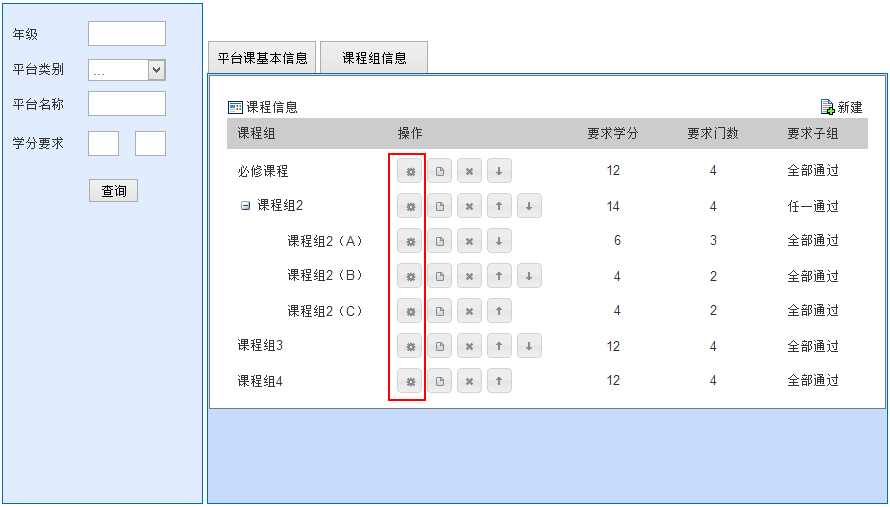 年级
平台类别
...
平台名称
学分要求
查询
平台课基本信息 课程组信息
课程信息 新建
课程组 操作 要求学分 要求门数 要求子组
必修课程 12 4 全部通过
课程组2 14 4 任一通过
课程组2（A） 6 3 全部通过
课程组2（B） 4 2 全部通过
课程组2（C） 4 2 全部通过
课程组3 12 4 全部通过
课程组4 12 4 全部通过